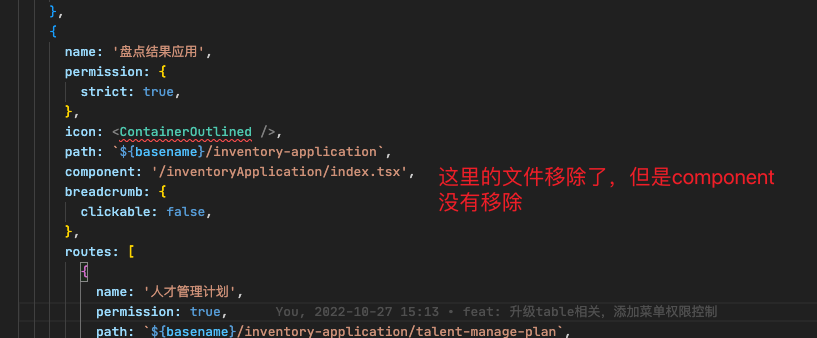 },
{
name: '盘点结果应用',
permission: {
strict: true,
},
icon: <ContainerOutlined />,
path: `${basename}/inventory-application`,
component: '/inventoryApplication/index.tsx',
这里的文件移除了，但是component
没有移除
breadcrumb: {
clickable: false,
},
routes: [
{
name: '人才管理计划',
permission: true, You, 2022-10-27 15:13 • feat: 升级table相关，添加菜单权限控制
path: `${basename}/inventory-application/talent-manage-plan`,